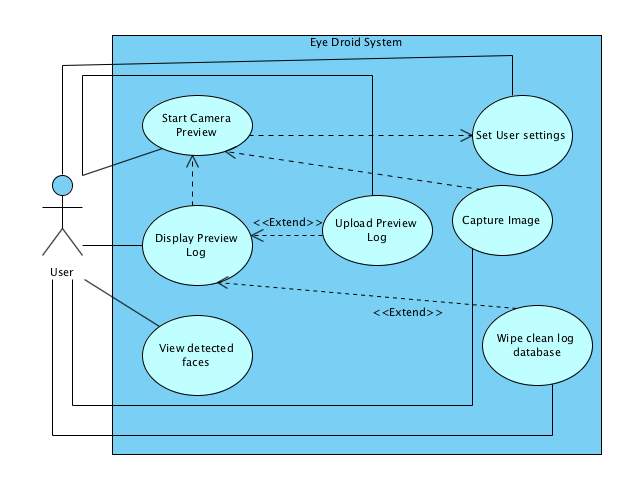 Eye Droid System
Start Camera
Preview
Set User settings
Capture Image
<<Extend>>
Upload Preview
Log
Display Preview
Log
User
<<Extend>>
Wipe clean log
database
View detected
faces